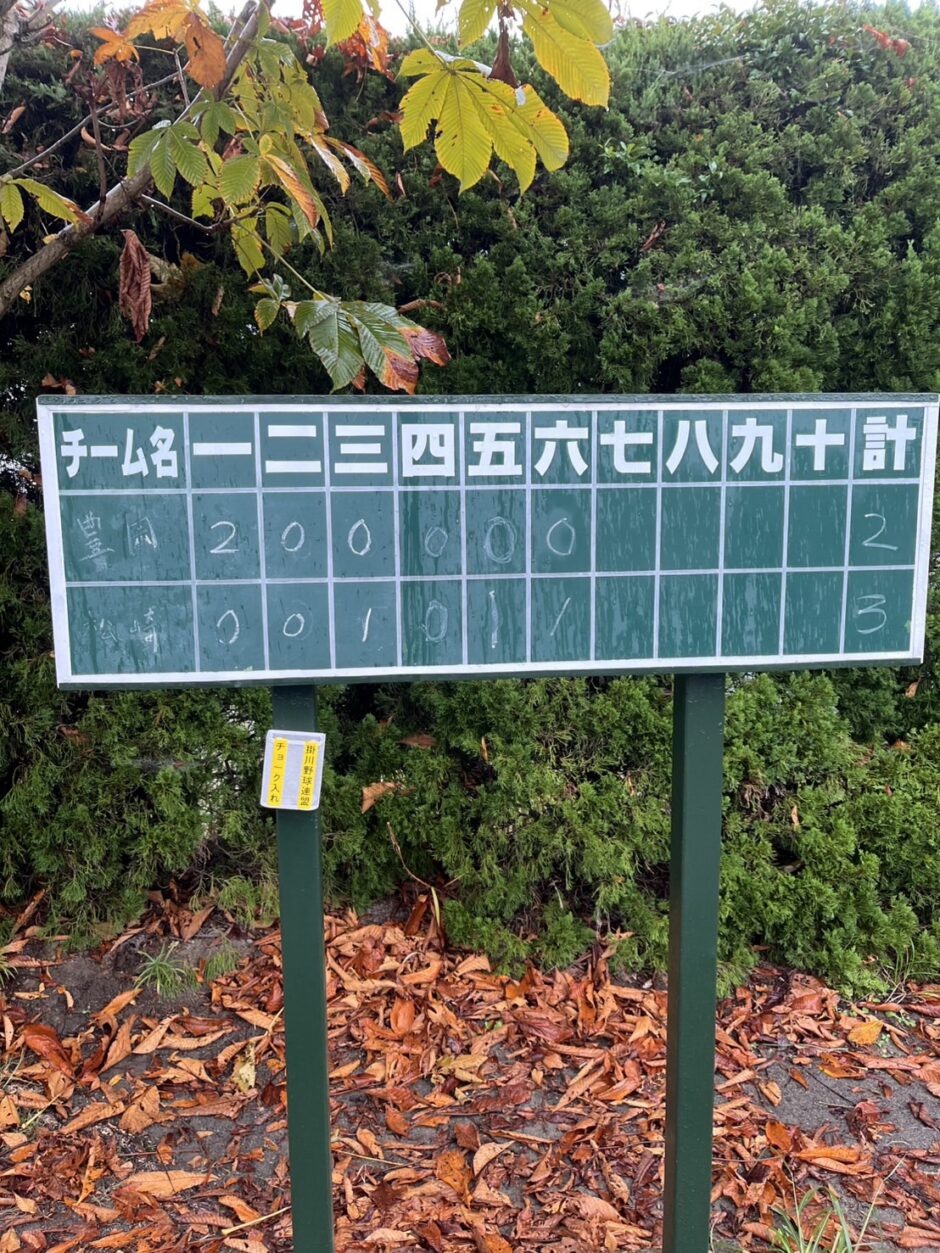 チーム名 一 二 三 四 五 六 七 八 九 十 計
豊岡 2 0 0 0 0 0 2
松崎 0 0 1 0 1 1 3
掛川野球連盟
チョーク入れ